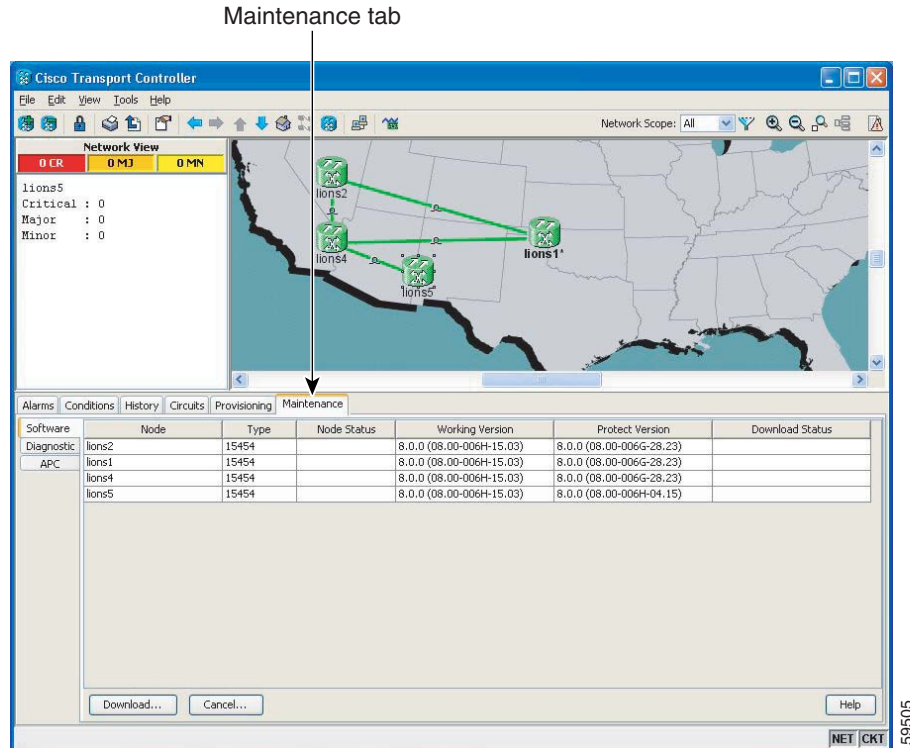 Maintenance tab
Cisco Transport Controller
File Edit View Tools Help
Network Scope: All
Network View
0 CR 0 MJ 0 MN
lions5
Critical : 0
Major : 0
Minor : 0
lions2
lions4
lions5
lions1*
Alarms Conditions History Circuits Provisioning Maintenance
Software
Diagnostic
APC
Node Type Node Status Working Version Protect Version Download Status
lions2 15454 8.0.0 (08.00-006H-15.03) 8.0.0 (08.00-006G-28.23)
lions1 15454 8.0.0 (08.00-006H-15.03) 8.0.0 (08.00-006G-28.23)
lions4 15454 8.0.0 (08.00-006H-15.03) 8.0.0 (08.00-006G-28.23)
lions5 15454 8.0.0 (08.00-006H-15.03) 8.0.0 (08.00-006H-04.15)
Download... Cancel... Help
NET CKT
59505